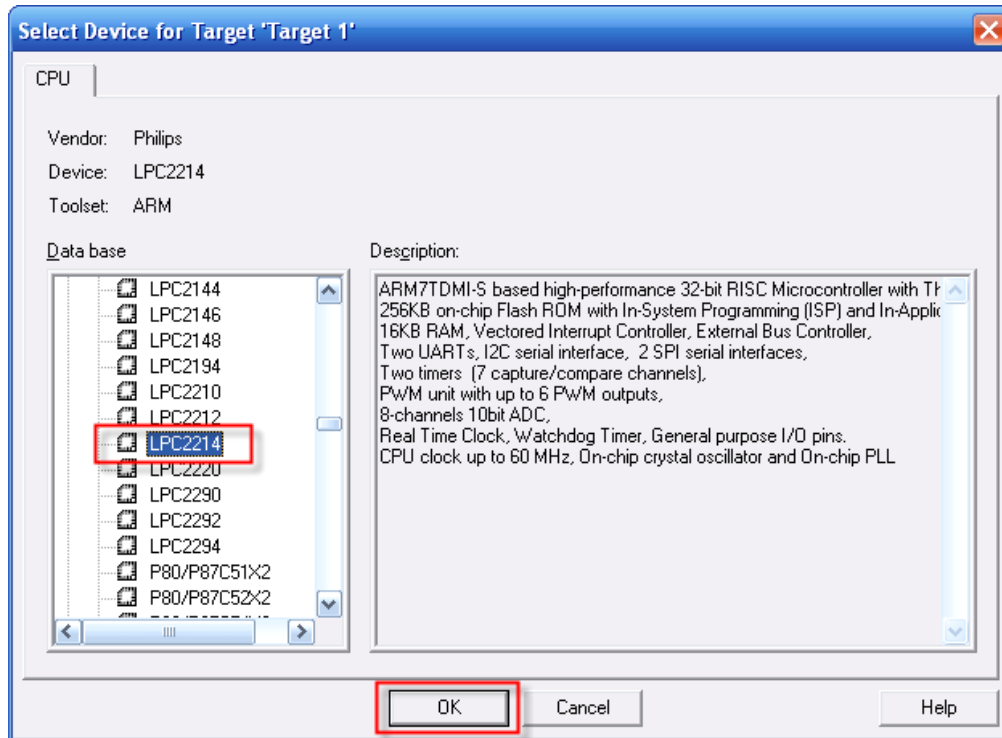 Select Device for Target 'Target 1'
CPU
Vendor: Philips
Device: LPC2214
Toolset: ARM
Data base
LPC2144
LPC2146
LPC2148
LPC2194
LPC2210
LPC2212
LPC2214
LPC2220
LPC2290
LPC2292
LPC2294
P80/P87C51X2
P80/P87C52X2
Description:
ARM7TDMI-S based high-performance 32-bit RISC Microcontroller with
256KB on-chip Flash ROM with In-System Programming (ISP) and
16KB RAM, Vectored Interrupt Controller, External Bus Controller,
Two UARTs, I2C serial interface, 2 SPI serial interfaces,
Two timers (7 capture/compare channels),
PWM unit with up to 6 PWM outputs,
8-channels 10bit ADC,
Real Time Clock, Watchdog Timer, General purpose I/O pins.
CPU clock up to 60 MHz, On-chip crystal oscillator and On-chip PLL
OK Cancel Help